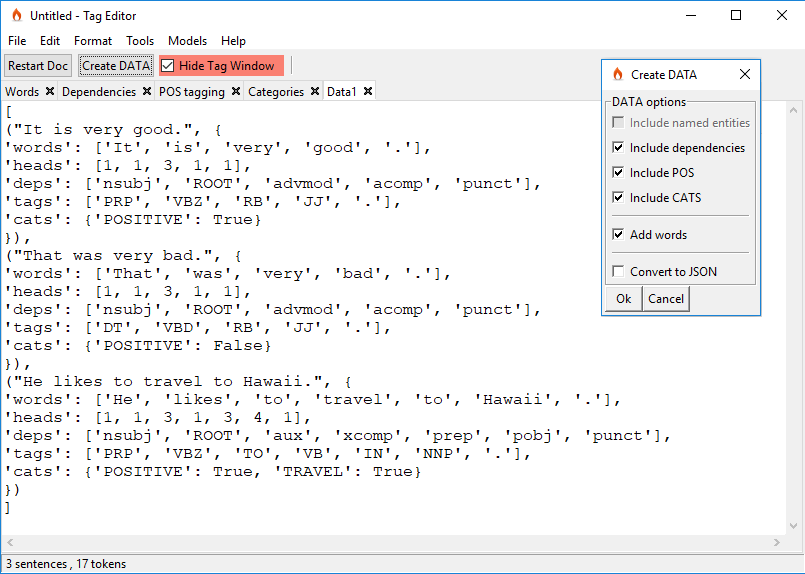 Untitled - Tag Editor
File Edit Format Tools Models Help
Restart Doc Create DATA Hide Tag Window
Words Dependencies POS tagging Categories Data1
[
("It is very good.", {
'words': ['It', 'is', 'very', 'good', '.'],
'heads': [1, 1, 3, 1, 1],
'deps': ['nsubj', 'ROOT', 'advmod', 'acomp', 'punct'],
'tags': ['PRP', 'VBZ', 'RB', 'JJ', '.'],
'cats': {'POSITIVE': True}
}),
("That was very bad.", {
'words': ['That', 'was', 'very', 'bad', '.'],
'heads': [1, 1, 3, 1, 1],
'deps': ['nsubj', 'ROOT', 'advmod', 'acomp', 'punct'],
'tags': ['DT', 'VBD', 'RB', 'JJ', '.'],
'cats': {'POSITIVE': False}
}),
("He likes to travel to Hawaii.", {
'words': ['He', 'likes', 'to', 'travel', 'to', 'Hawaii', '.'],
'heads': [1, 1, 3, 1, 3, 4, 1],
'deps': ['nsubj', 'ROOT', 'aux', 'xcomp', 'prep', 'pobj', 'punct'],
'tags': ['PRP', 'VBZ', 'TO', 'VB', 'IN', 'NNP', '.'],
'cats': {'POSITIVE': True, 'TRAVEL': True}
})
]
3 sentences , 17 tokens
Create DATA
DATA options
Include named entities
Include dependencies
Include POS
Include CATS
Add words
Convert to JSON
Ok Cancel